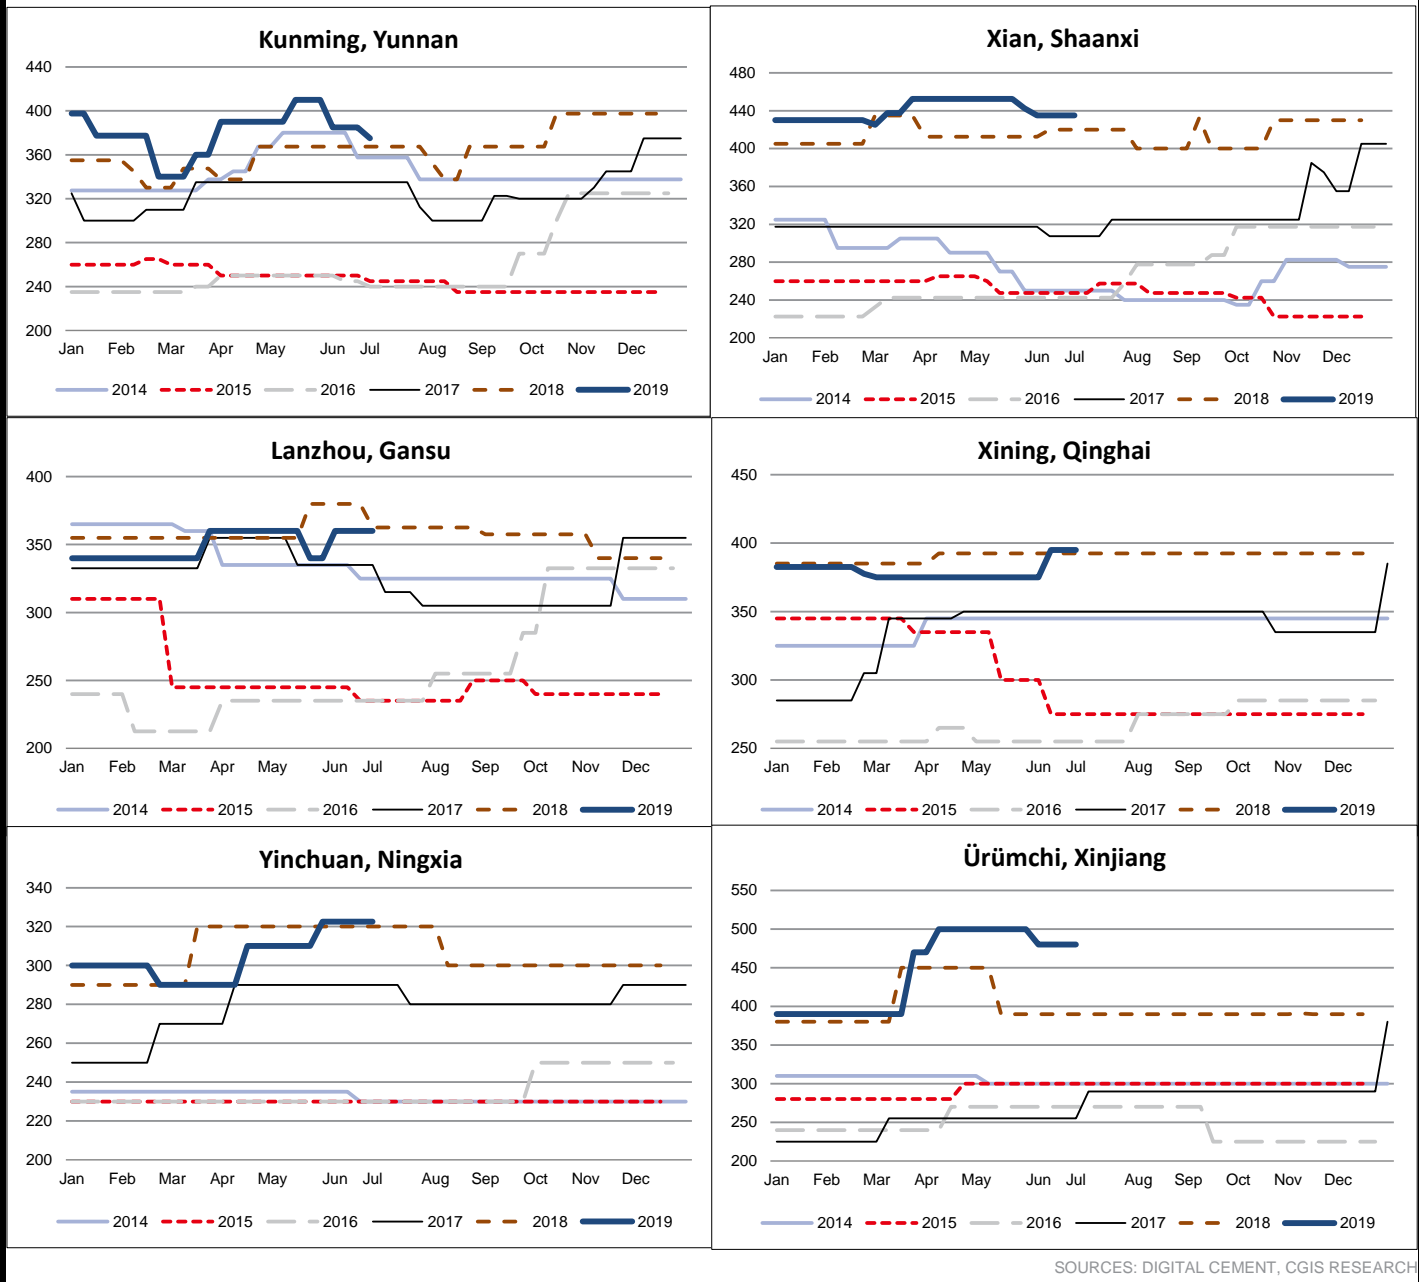 Kunming, Yunnan
440
400
360
320
280
240
200
Jan Feb Mar Apr May Jun Jul Aug Sep Oct Nov Dec
2014 2015 2016 2017 2018 2019
Xian, Shaanxi
480
440
400
360
320
280
240
200
Jan Feb Mar Apr May Jun Jul Aug Sep Oct Nov Dec
2014 2015 2016 2017 2018 2019
Lanzhou, Gansu
400
350
300
250
200
Jan Feb Mar Apr May Jun Jul Aug Sep Oct Nov Dec
2014 2015 2016 2017 2018 2019
Xining, Qinghai
450
400
350
300
250
Jan Feb Mar Apr May Jun Jul Aug Sep Oct Nov Dec
2014 2015 2016 2017 2018 2019
Yinchuan, Ningxia
340
320
300
280
260
240
220
200
Jan Feb Mar Apr May Jun Jul Aug Sep Oct Nov Dec
2014 2015 2016 2017 2018 2019
Ürümchi, Xinjiang
550
500
450
400
350
300
250
200
Jan Feb Mar Apr May Jun Jul Aug Sep Oct Nov Dec
2014 2015 2016 2017 2018 2019
SOURCES: DIGITAL CEMENT, CGIS RESEARCH